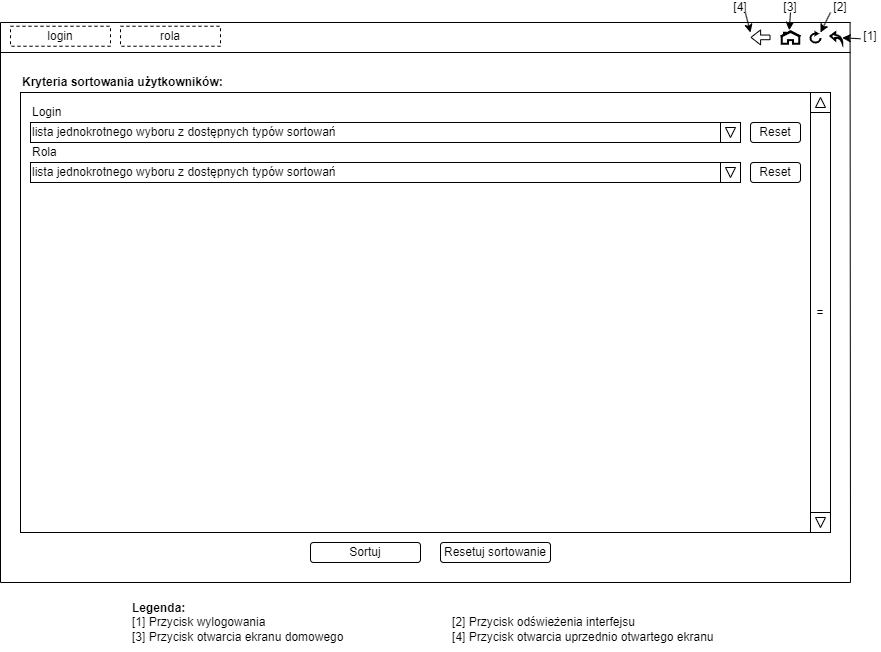 [4] [3] [2]
login rola [1]
Kryteria sortowania użytkowników:
Login
lista jednokrotnego wyboru z dostępnych typów sortowań Reset
Rola
lista jednokrotnego wyboru z dostępnych typów sortowań Reset
=
Sortuj Resetuj sortowanie
Legenda:
[1] Przycisk wylogowania [2] Przycisk odświeżenia interfejsu
[3] Przycisk otwarcia ekranu domowego [4] Przycisk otwarcia uprzednio otwartego ekranu